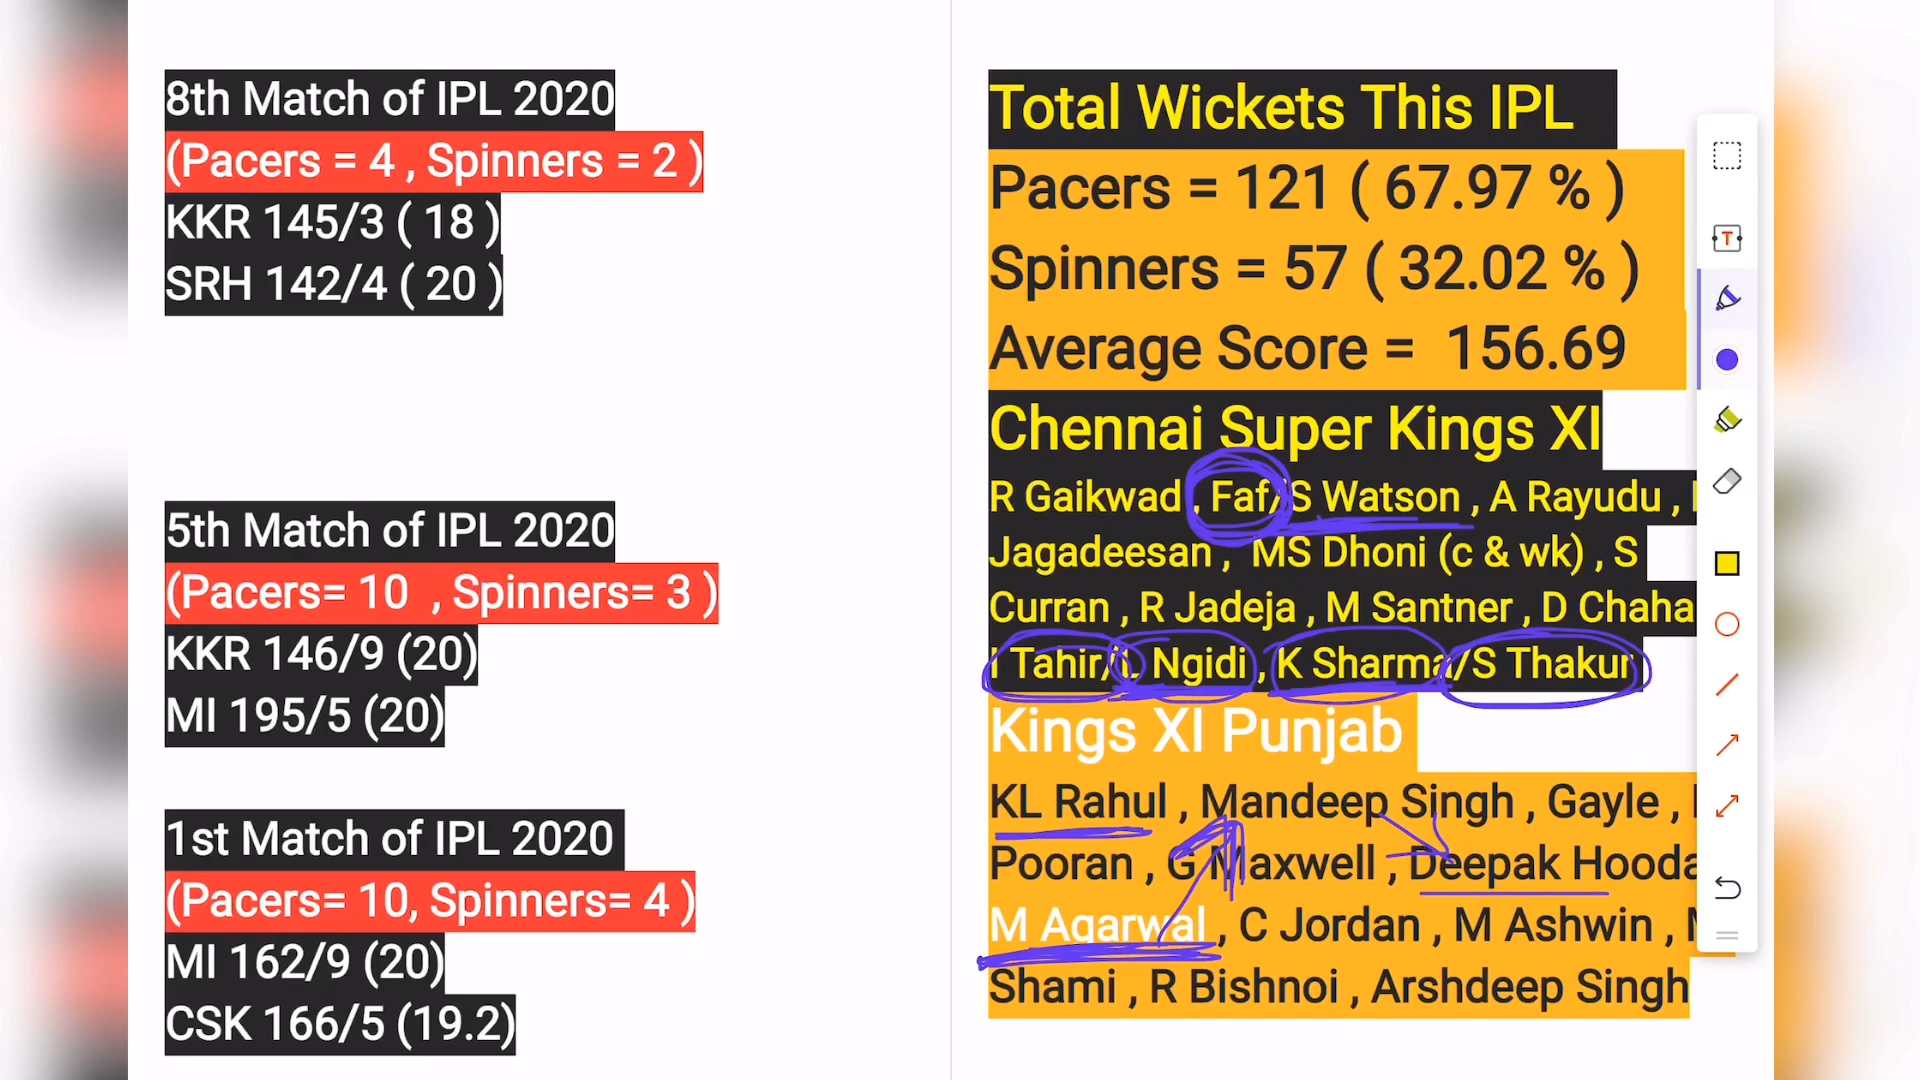 8th Match of IPL 2020
(Pacers = 4 , Spinners = 2 )
KKR 145/3 ( 18 )
SRH 142/4 ( 20 )
5th Match of IPL 2020
(Pacers= 10 , Spinners= 3 )
KKR 146/9 (20)
MI 195/5 (20)
1st Match of IPL 2020
(Pacers= 10, Spinners= 4 )
MI 162/9 (20)
CSK 166/5 (19.2)
Total Wickets This IPL
Pacers = 121 ( 67.97 % )
Spinners = 57 ( 32.02 % )
Average Score = 156.69
Chennai Super Kings XI
R Gaikwad , Faf/S Watson , A Rayudu ,
Jagadeesan , MS Dhoni (c & wk) , S
Curran , R Jadeja , M Santner , D Chaha
I Tahir/L Ngidi , K Sharma/S Thakur
Kings XI Punjab
KL Rahul , Mandeep Singh , Gayle ,
Pooran , G Maxwell , Deepak Hooda
M Agarwal , C Jordan , M Ashwin ,
Shami , R Bishnoi , Arshdeep Singh
T